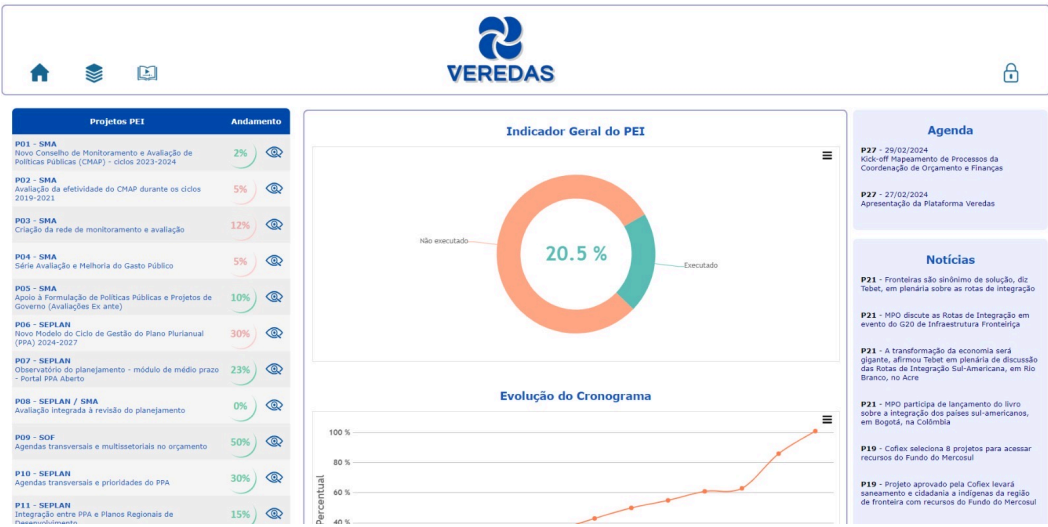 VEREDAS
Projetos PEI Andamento
P01 - SMA
Novo Conselho de Monitoramento e Avaliação de
Políticas Públicas (CMAP) - ciclos 2023-2024
2%
P02 - SMA
Avaliação da efetividade do CMAP durante os ciclos
2019-2021
5%
P03 - SMA
Criação da rede de monitoramento e avaliação
12%
P04 - SMA
Série Avaliação e Melhoria do Gasto Público
5%
P05 - SMA
Apoio à Formulação de Políticas Públicas e Projetos de
Governo (Avaliações Ex ante)
10%
P06 - SEPLAN
Novo Modelo do Ciclo de Gestão do Plano Plurianual
(PPA) 2024-2027
30%
P07 - SEPLAN
Observatório do planejamento - módulo de médio prazo
- Portal PPA Aberto
23%
P08 - SEPLAN / SMA
Avaliação integrada à revisão do planejamento
0%
P09 - SOF
Agendas transversais e multissetoriais no orçamento
50%
P10 - SEPLAN
Agendas transversais e prioridades do PPA
30%
P11 - SEPLAN
Integração entre PPA e Planos Regionais de
Desenvolvimento
15%
Indicador Geral do PEI
Não executado
20.5 %
Executado
Evolução do Cronograma
100 %
80 %
60 %
40 %
Percentual
Agenda
P27 - 29/02/2024
Kick-off Mapeamento de Processos da
Coordenação de Orçamento e Finanças
P27 - 27/02/2024
Apresentação da Plataforma Veredas
Notícias
P21 - Fronteiras são sinônimo de solução, diz
Tebet, em plenária sobre as rotas de integração
P21 - MPO discute as Rotas de Integração em
evento do G20 de Infraestrutura Fronteiriça
P21 - A transformação da economia será
gigante, afirmou Tebet em plenária de discussão
das Rotas de Integração Sul-Americana, em Rio
Branco, no Acre
P21 - MPO participa de lançamento do livro
sobre a integração dos países sul-americanos,
em Bogotá, na Colômbia
P19 - Cofiex seleciona 8 projetos para acessar
recursos do Fundo do Mercosul
P19 - Projeto aprovado pela Cofiex levará
saneamento e cidadania a indígenas da região
de fronteira com recursos do Fundo do Mercosul